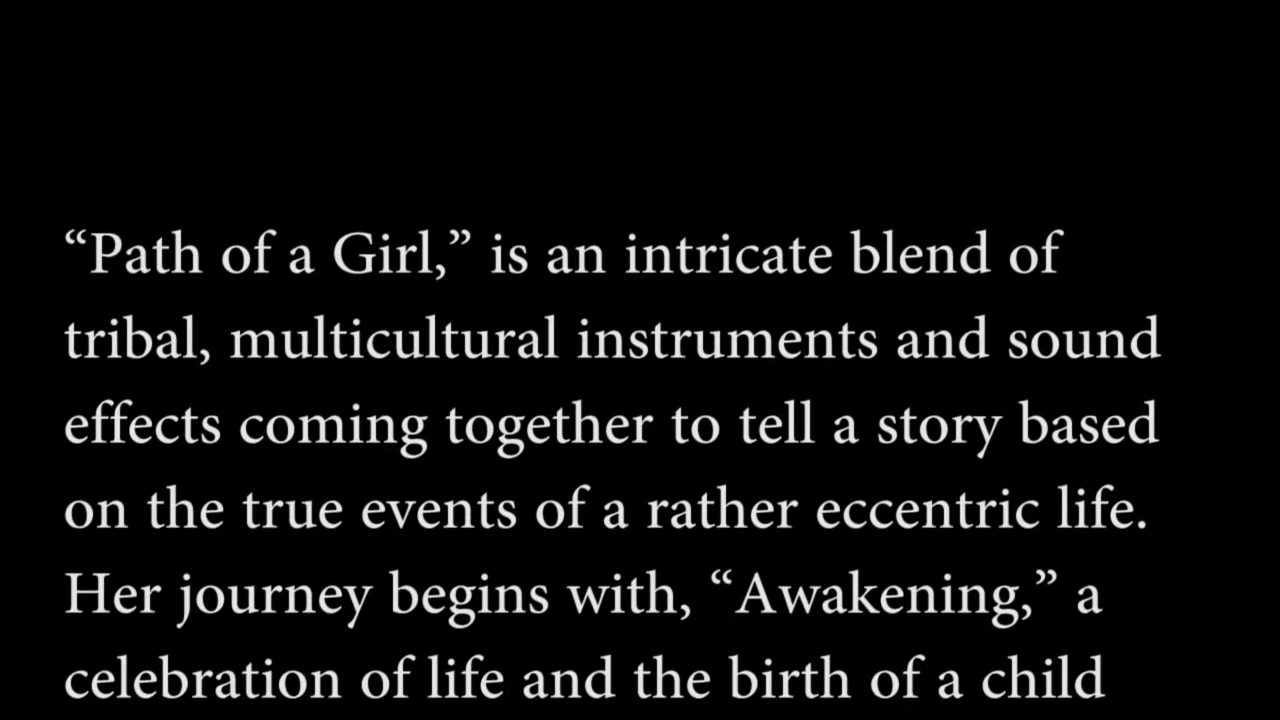 “Path of a Girl,” is an intricate blend of
tribal, multicultural instruments and sound
effects coming together to tell a story based
on the true events of a rather eccentric life.
Her journey begins with, “Awakening,” a
celebration of life and the birth of a child